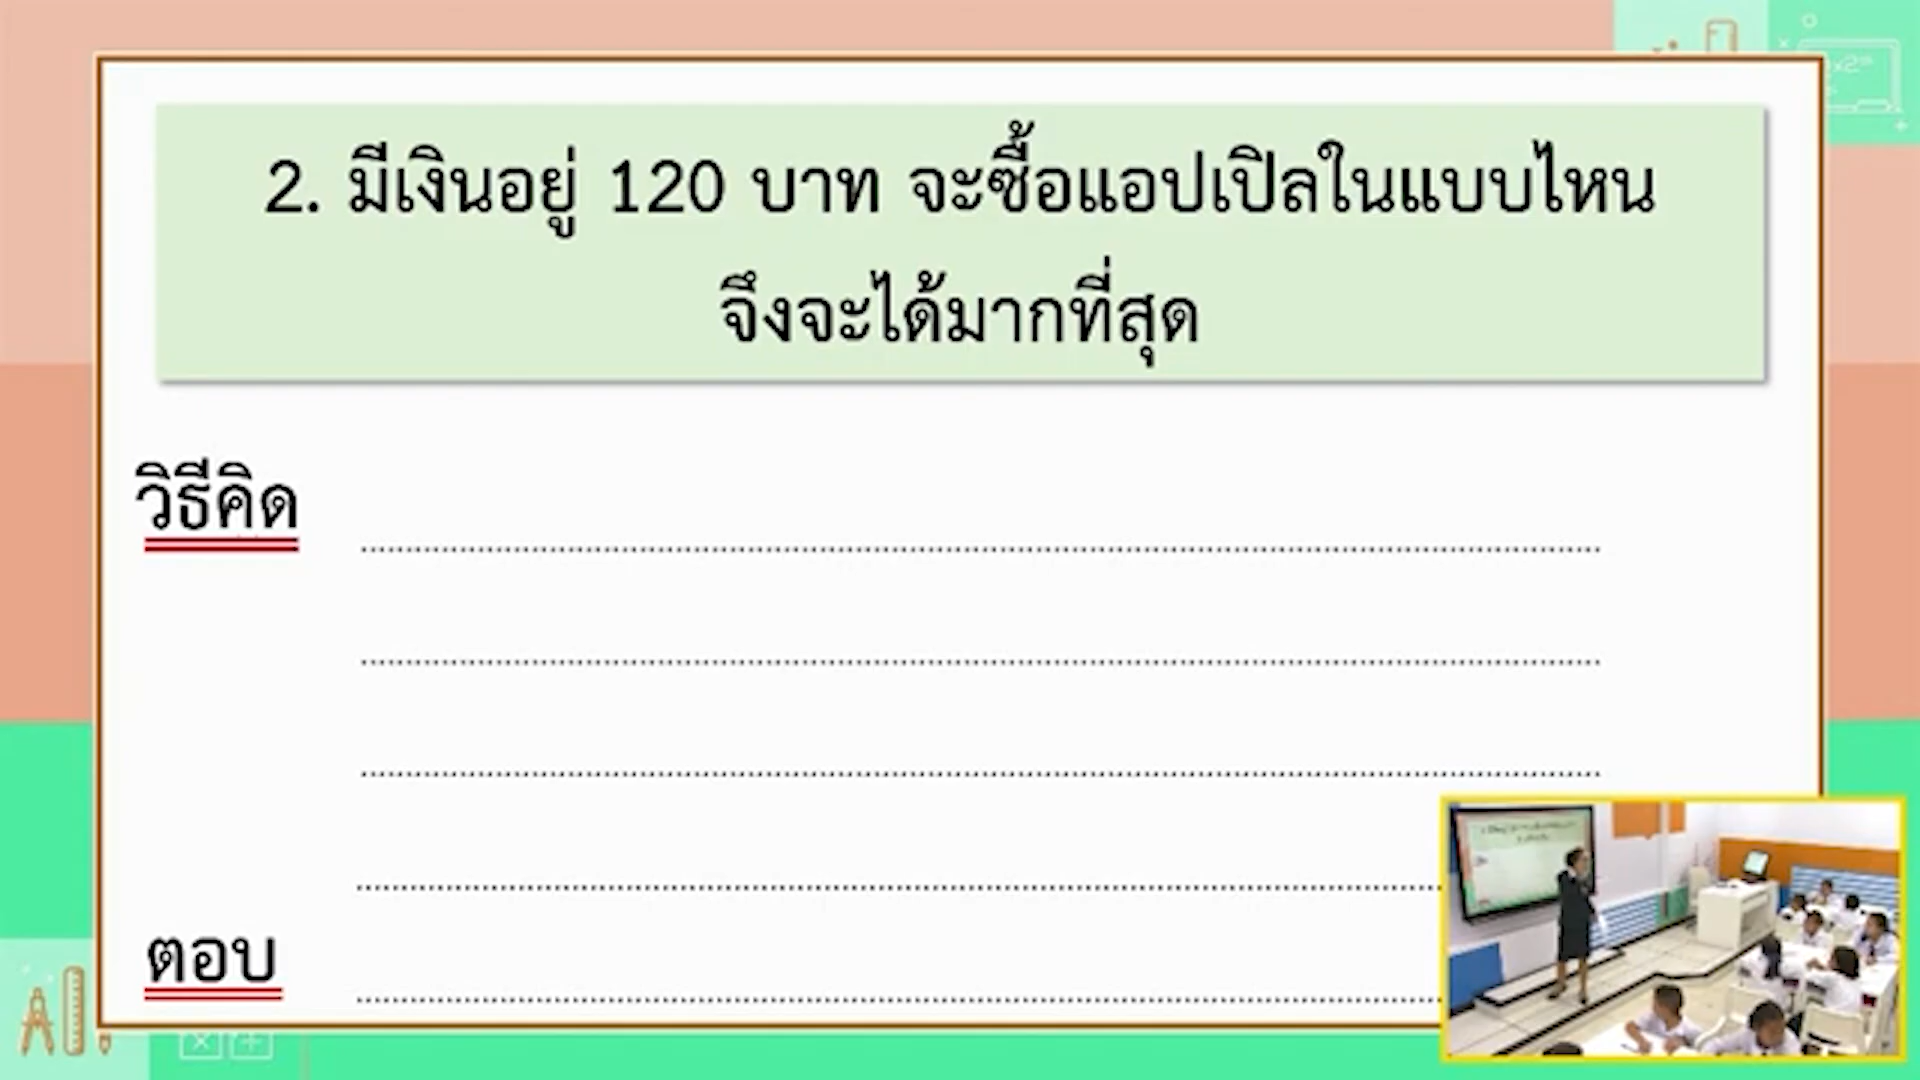 2. มีเงินอยู่ 120 บาท จะซื้อแอปเปิลในแบบไหน
จึงจะได้มากที่สุด
วิธีคิด
ตอบ